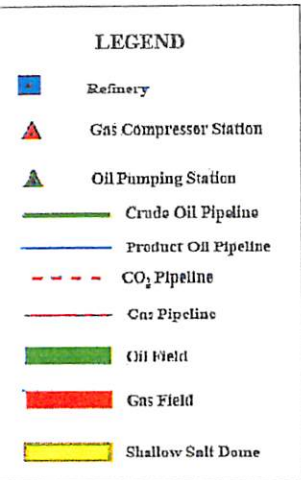 LEGEND
Refinery
Gas Compressor Station
Oil Pumping Station
Crude Oil Pipeline
Product Oil Pipeline
CO₂ Pipeline
Gas Pipeline
Oil Field
Gas Field
Shallow Salt Dome